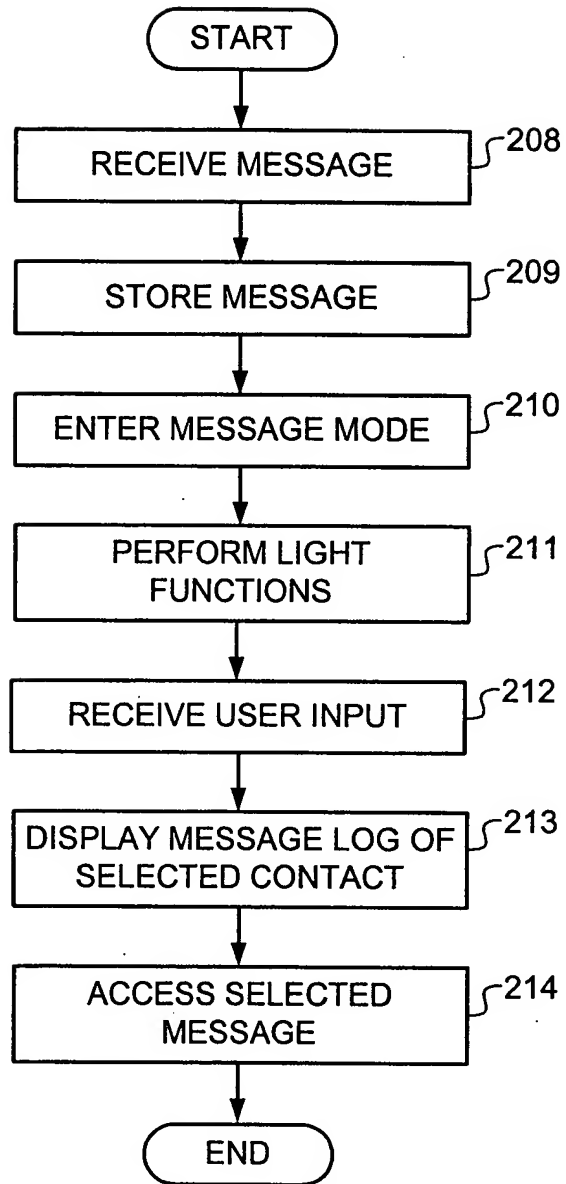 START
RECEIVE MESSAGE
208
STORE MESSAGE
209
ENTER MESSAGE MODE
210
PERFORM LIGHT
FUNCTIONS
211
RECEIVE USER INPUT
212
DISPLAY MESSAGE LOG OF
SELECTED CONTACT
213
ACCESS SELECTED
MESSAGE
214
END